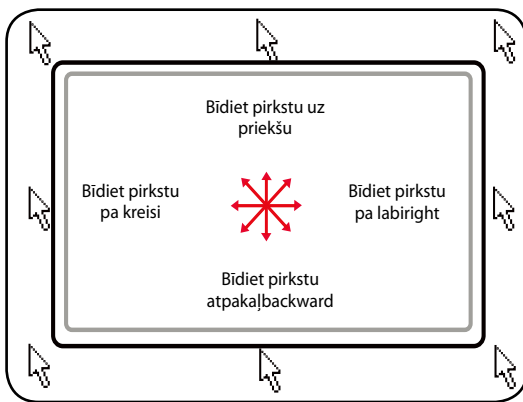 Bīdiet pirkstu uz
priekšu
Bīdiet pirkstu
pa kreisi
Bīdiet pirkstu
pa labiright
Bīdiet pirkstu
atpakaļbackward